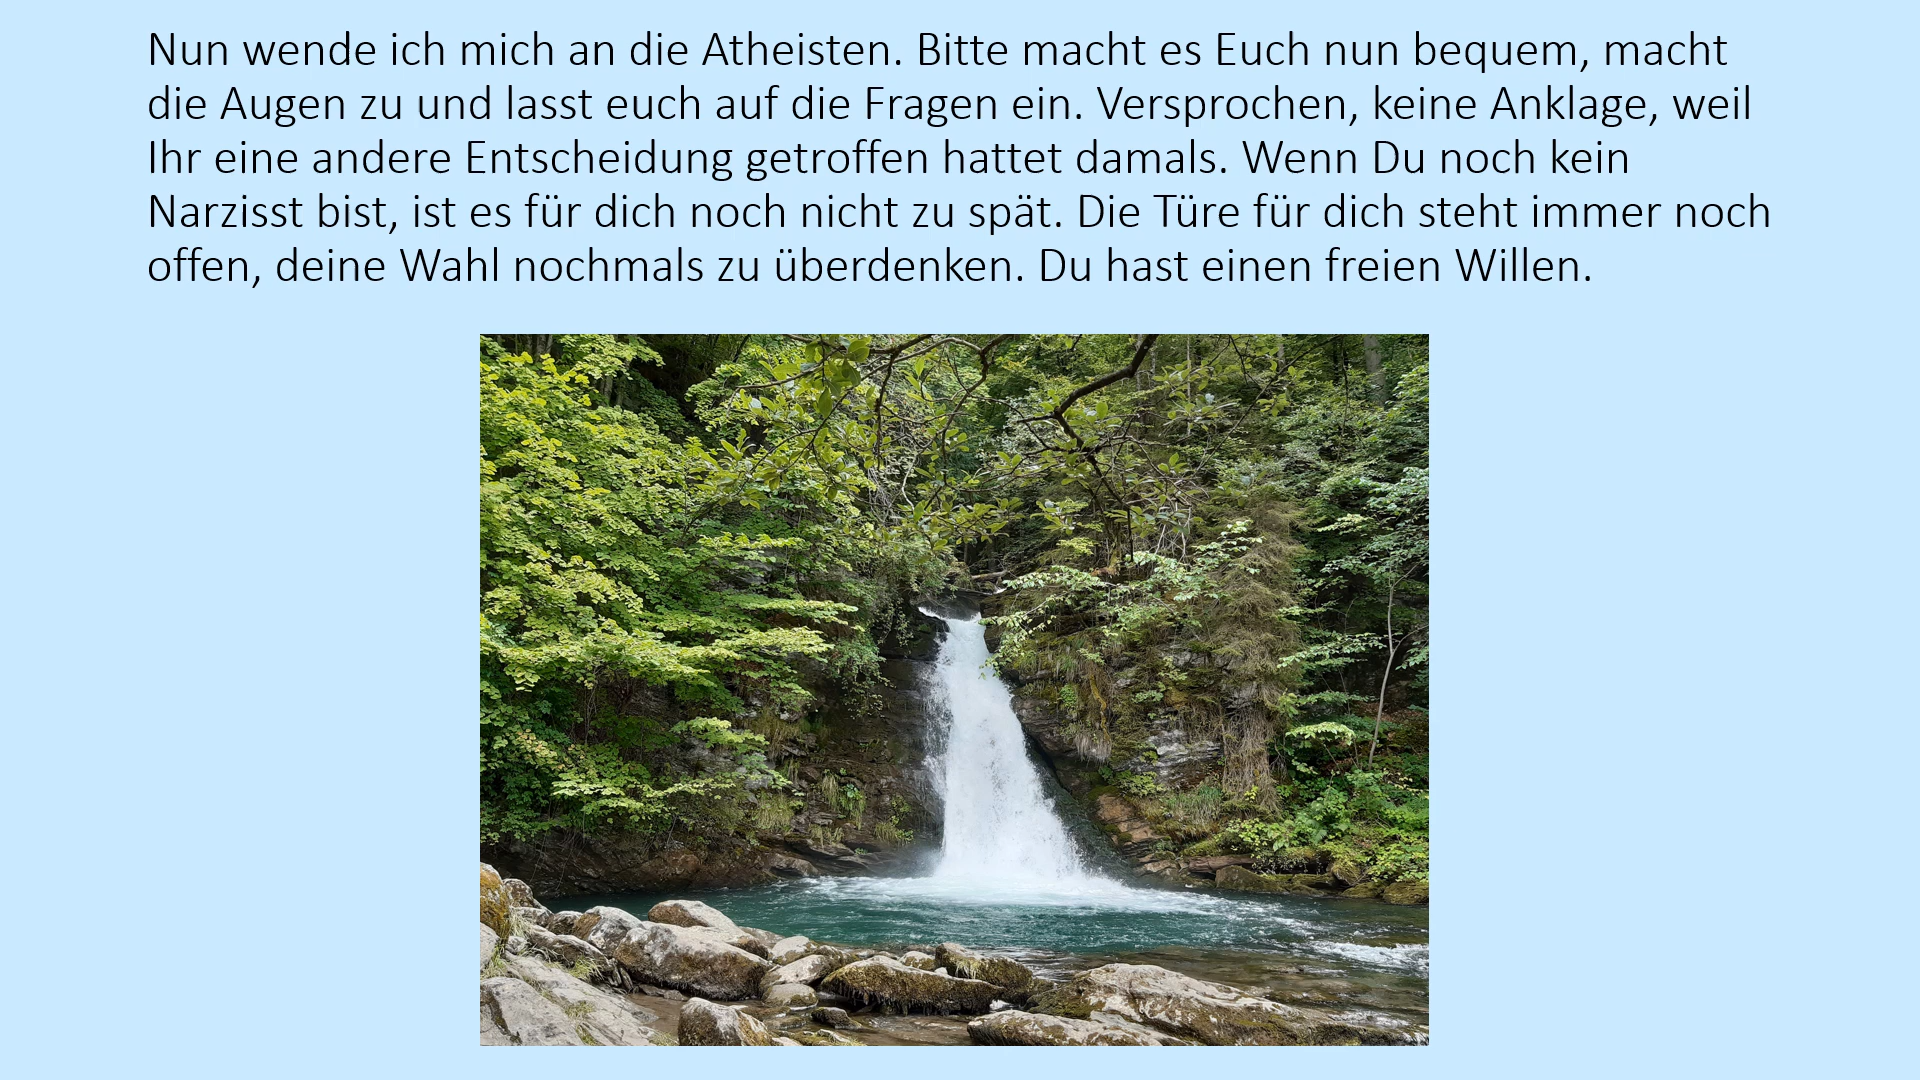 Nun wende ich mich an die Atheisten. Bitte macht es Euch nun bequem, macht
die Augen zu und lasst euch auf die Fragen ein. Versprochen, keine Anklage, weil
Ihr eine andere Entscheidung getroffen hattet damals. Wenn Du noch kein
Narzisst bist, ist es für dich noch nicht zu spät. Die Türe für dich steht immer noch
offen, deine Wahl nochmals zu überdenken. Du hast einen freien Willen.